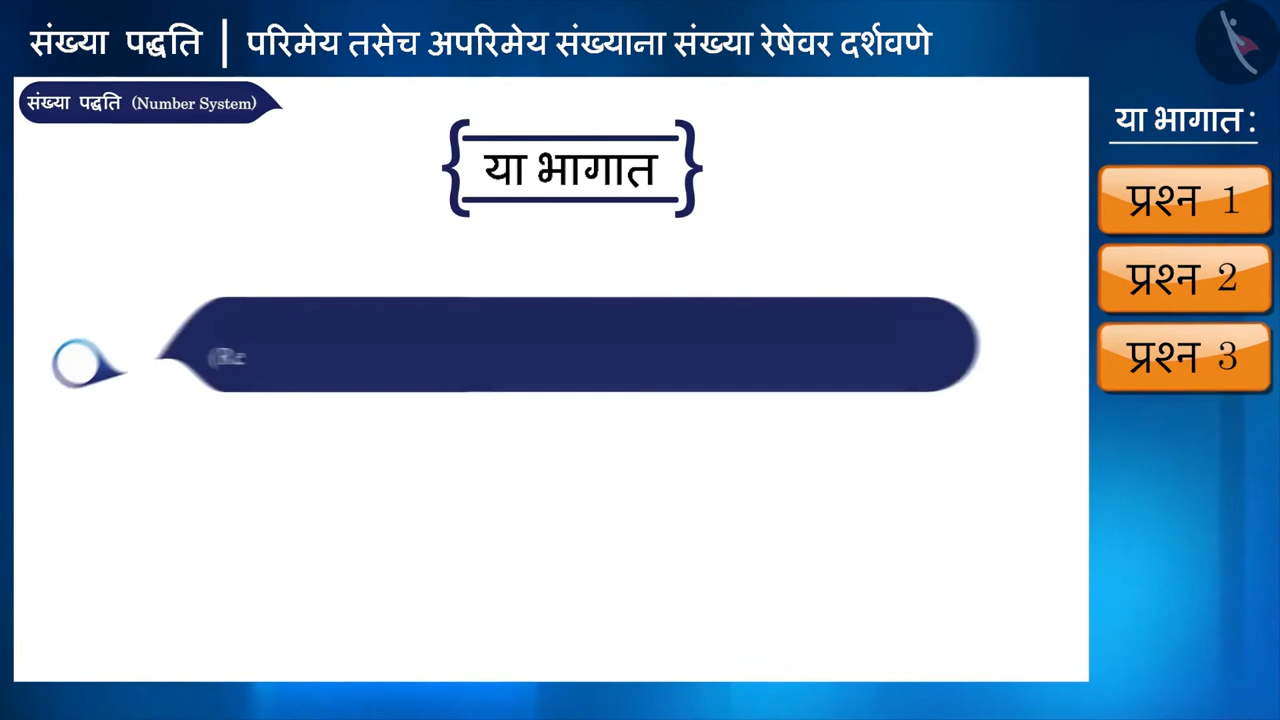 संख्या पद्धति | परिमेय तसेच अपरिमेय संख्याना संख्या रेषेवर दर्शवणे
संख्या पद्धति (Number System)
या भागात
या भागात :
प्रश्न 1
प्रश्न 2
प्रश्न 3